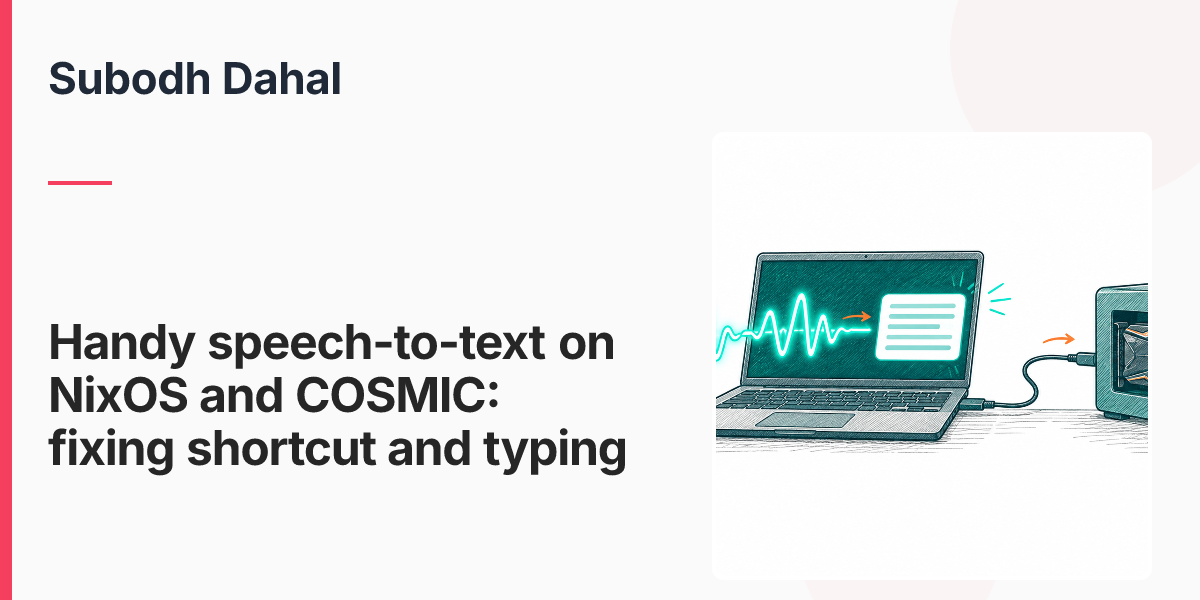 Subodh Dahal
Handy speech-to-text on
NixOS and COSMIC:
fixing shortcut and typing